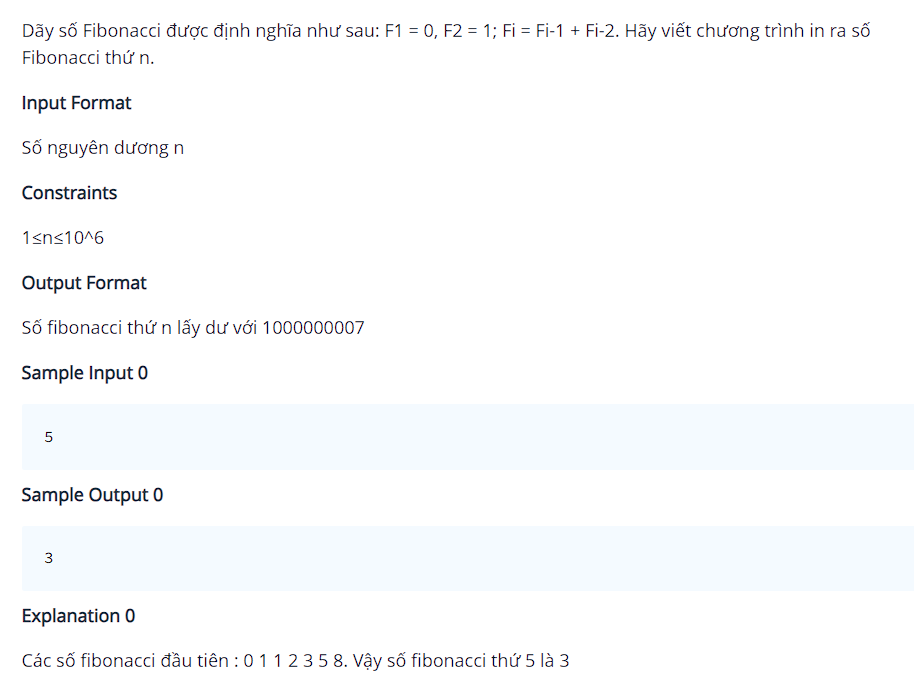 Dãy số Fibonacci được định nghĩa như sau: F1 = 0, F2 = 1; Fi = Fi-1 + Fi-2. Hãy viết chương trình in ra số
Fibonacci thứ n.
Input Format
Số nguyên dương n
Constraints
1≤n≤10^6
Output Format
Số fibonacci thứ n lấy dư với 1000000007
Sample Input 0
5
Sample Output 0
3
Explanation 0
Các số fibonacci đầu tiên : 0 1 1 2 3 5 8. Vậy số fibonacci thứ 5 là 3